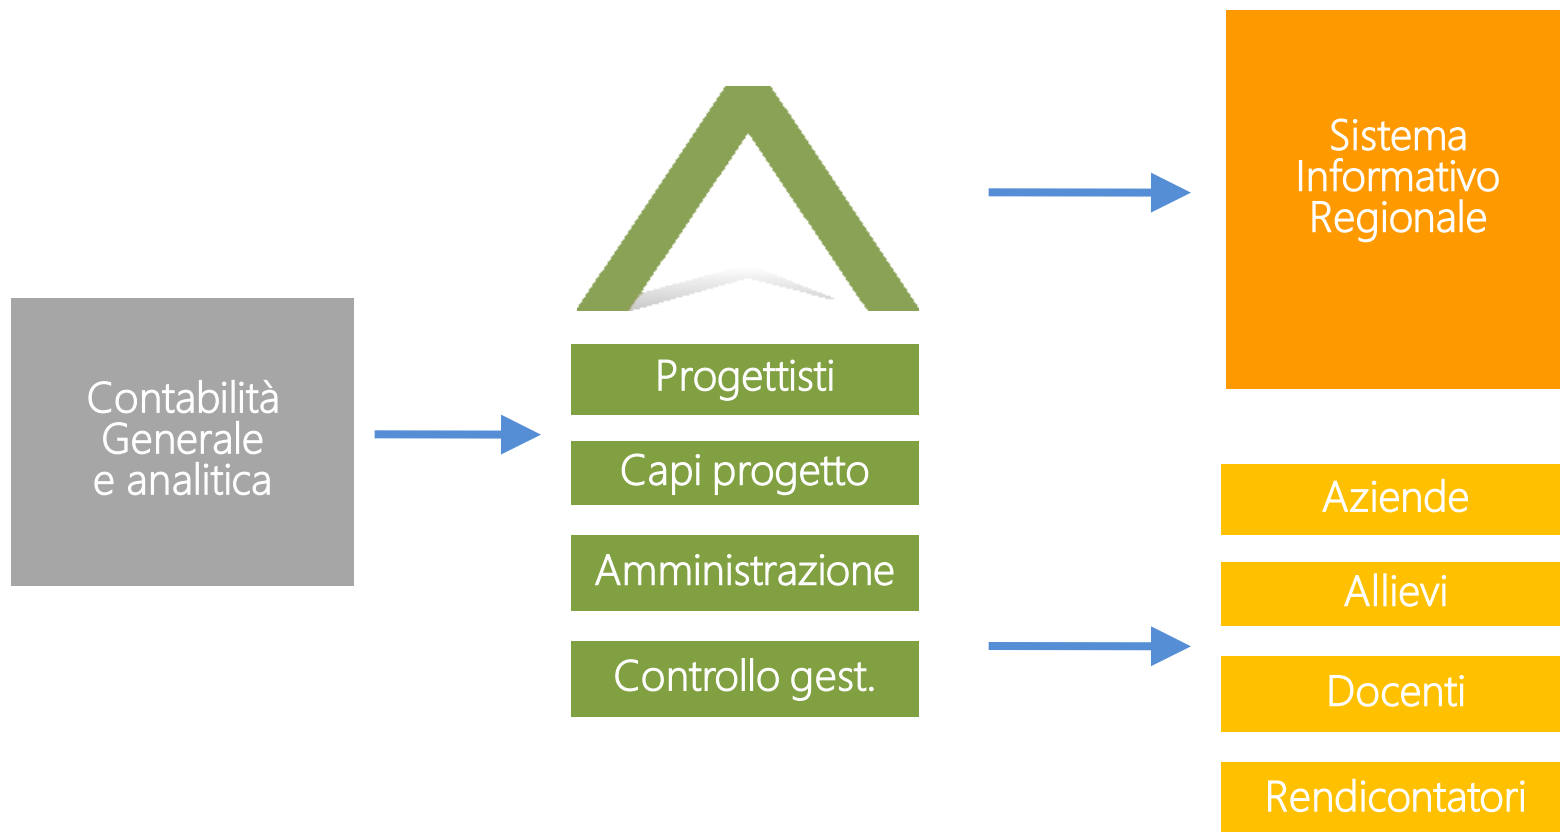 Contabilità
Generale
e analitica
Progettisti
Capi progetto
Amministrazione
Controllo gest.
Sistema
Informativo
Regionale
Aziende
Allievi
Docenti
Rendicontatori